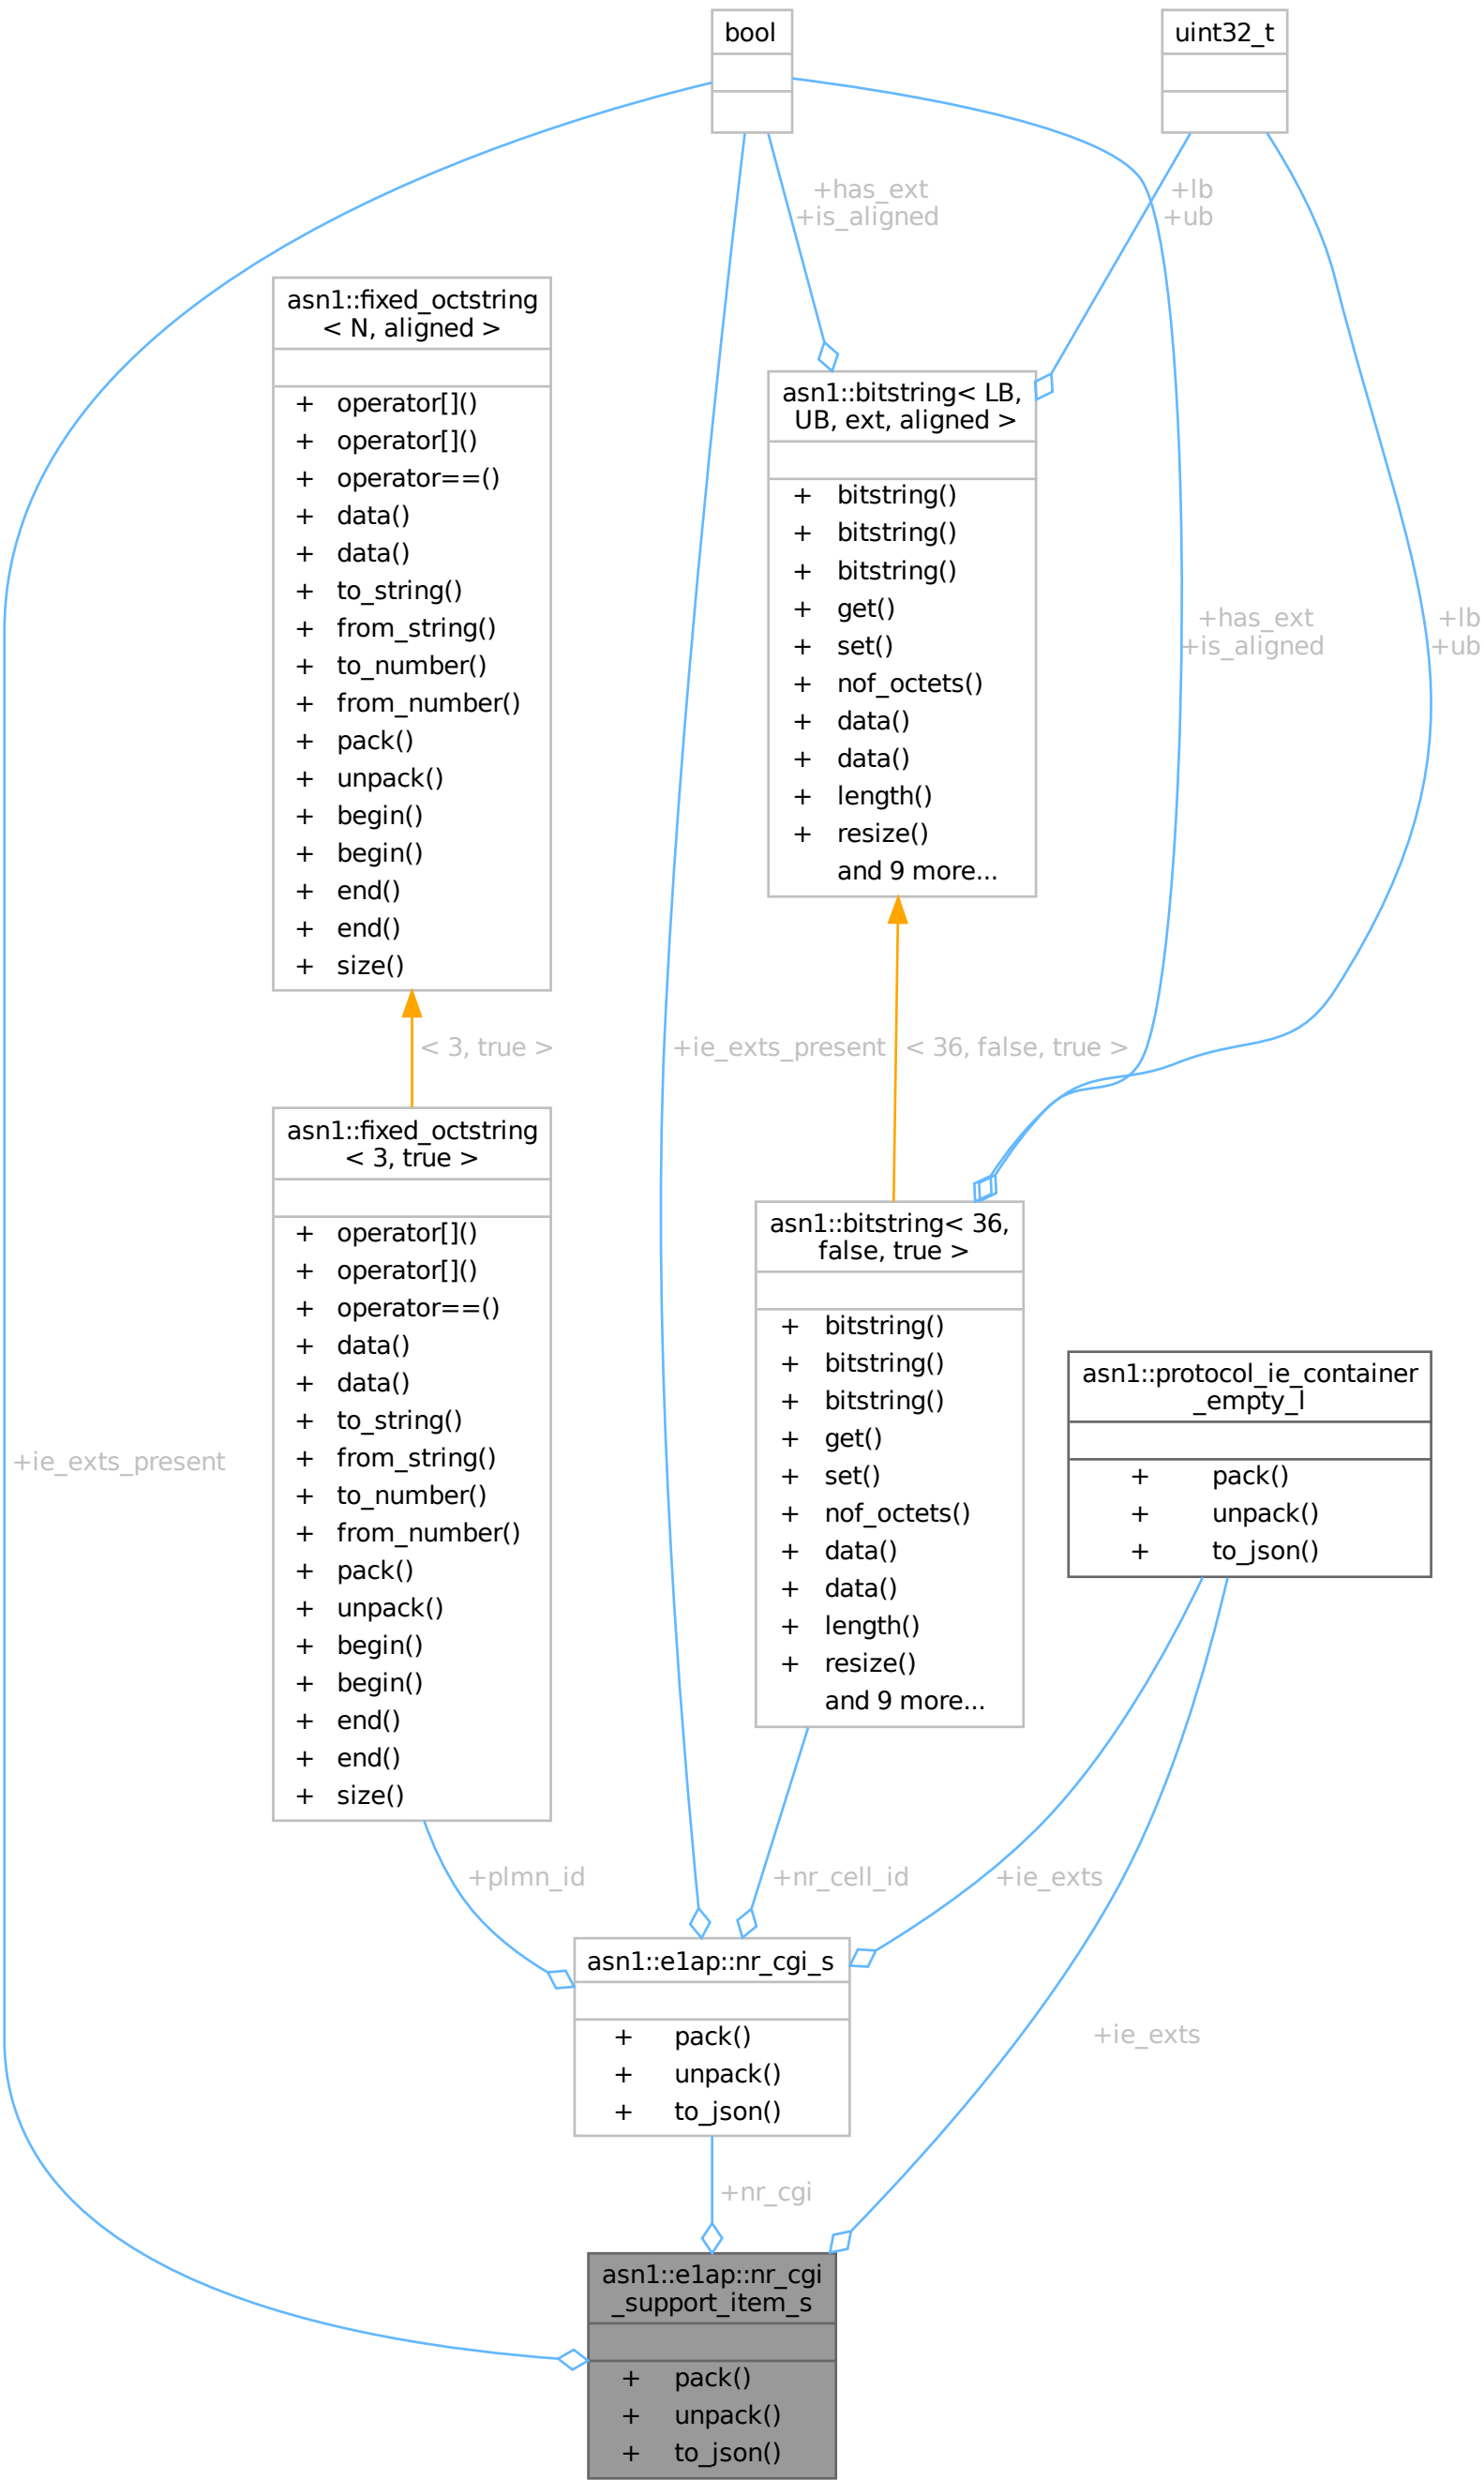 bool
uint32_t
+has_ext
+is_aligned
+lb
+ub
asn1::fixed_octstring
< N, aligned >
+ operator[]()
+ operator[]()
+ operator==()
+ data()
+ data()
+ to_string()
+ from_string()
+ to_number()
+ from_number()
+ pack()
+ unpack()
+ begin()
+ begin()
+ end()
+ end()
+ size()
asn1::bitstring< LB,
UB, ext, aligned >
+ bitstring()
+ bitstring()
+ bitstring()
+ get()
+ set()
+ nof_octets()
+ data()
+ data()
+ length()
+ resize()
and 9 more...
+has_ext
+is_aligned
+lb
+ub
< 3, true >
+ie_exts_present
< 36, false, true >
asn1::fixed_octstring
< 3, true >
+ operator[]()
+ operator[]()
+ operator==()
+ data()
+ data()
+ to_string()
+ from_string()
+ to_number()
+ from_number()
+ pack()
+ unpack()
+ begin()
+ begin()
+ end()
+ end()
+ size()
asn1::bitstring< 36,
false, true >
+ bitstring()
+ bitstring()
+ bitstring()
+ get()
+ set()
+ nof_octets()
+ data()
+ data()
+ length()
+ resize()
and 9 more...
asn1::protocol_ie_container
_empty_l
+ pack()
+ unpack()
+ to_json()
+ie_exts_present
+plmn_id
+nr_cell_id
+ie_exts
asn1::e1ap::nr_cgi_s
+ pack()
+ unpack()
+ to_json()
+ie_exts
+nr_cgi
asn1::e1ap::nr_cgi
_support_item_s
+ pack()
+ unpack()
+ to_json()